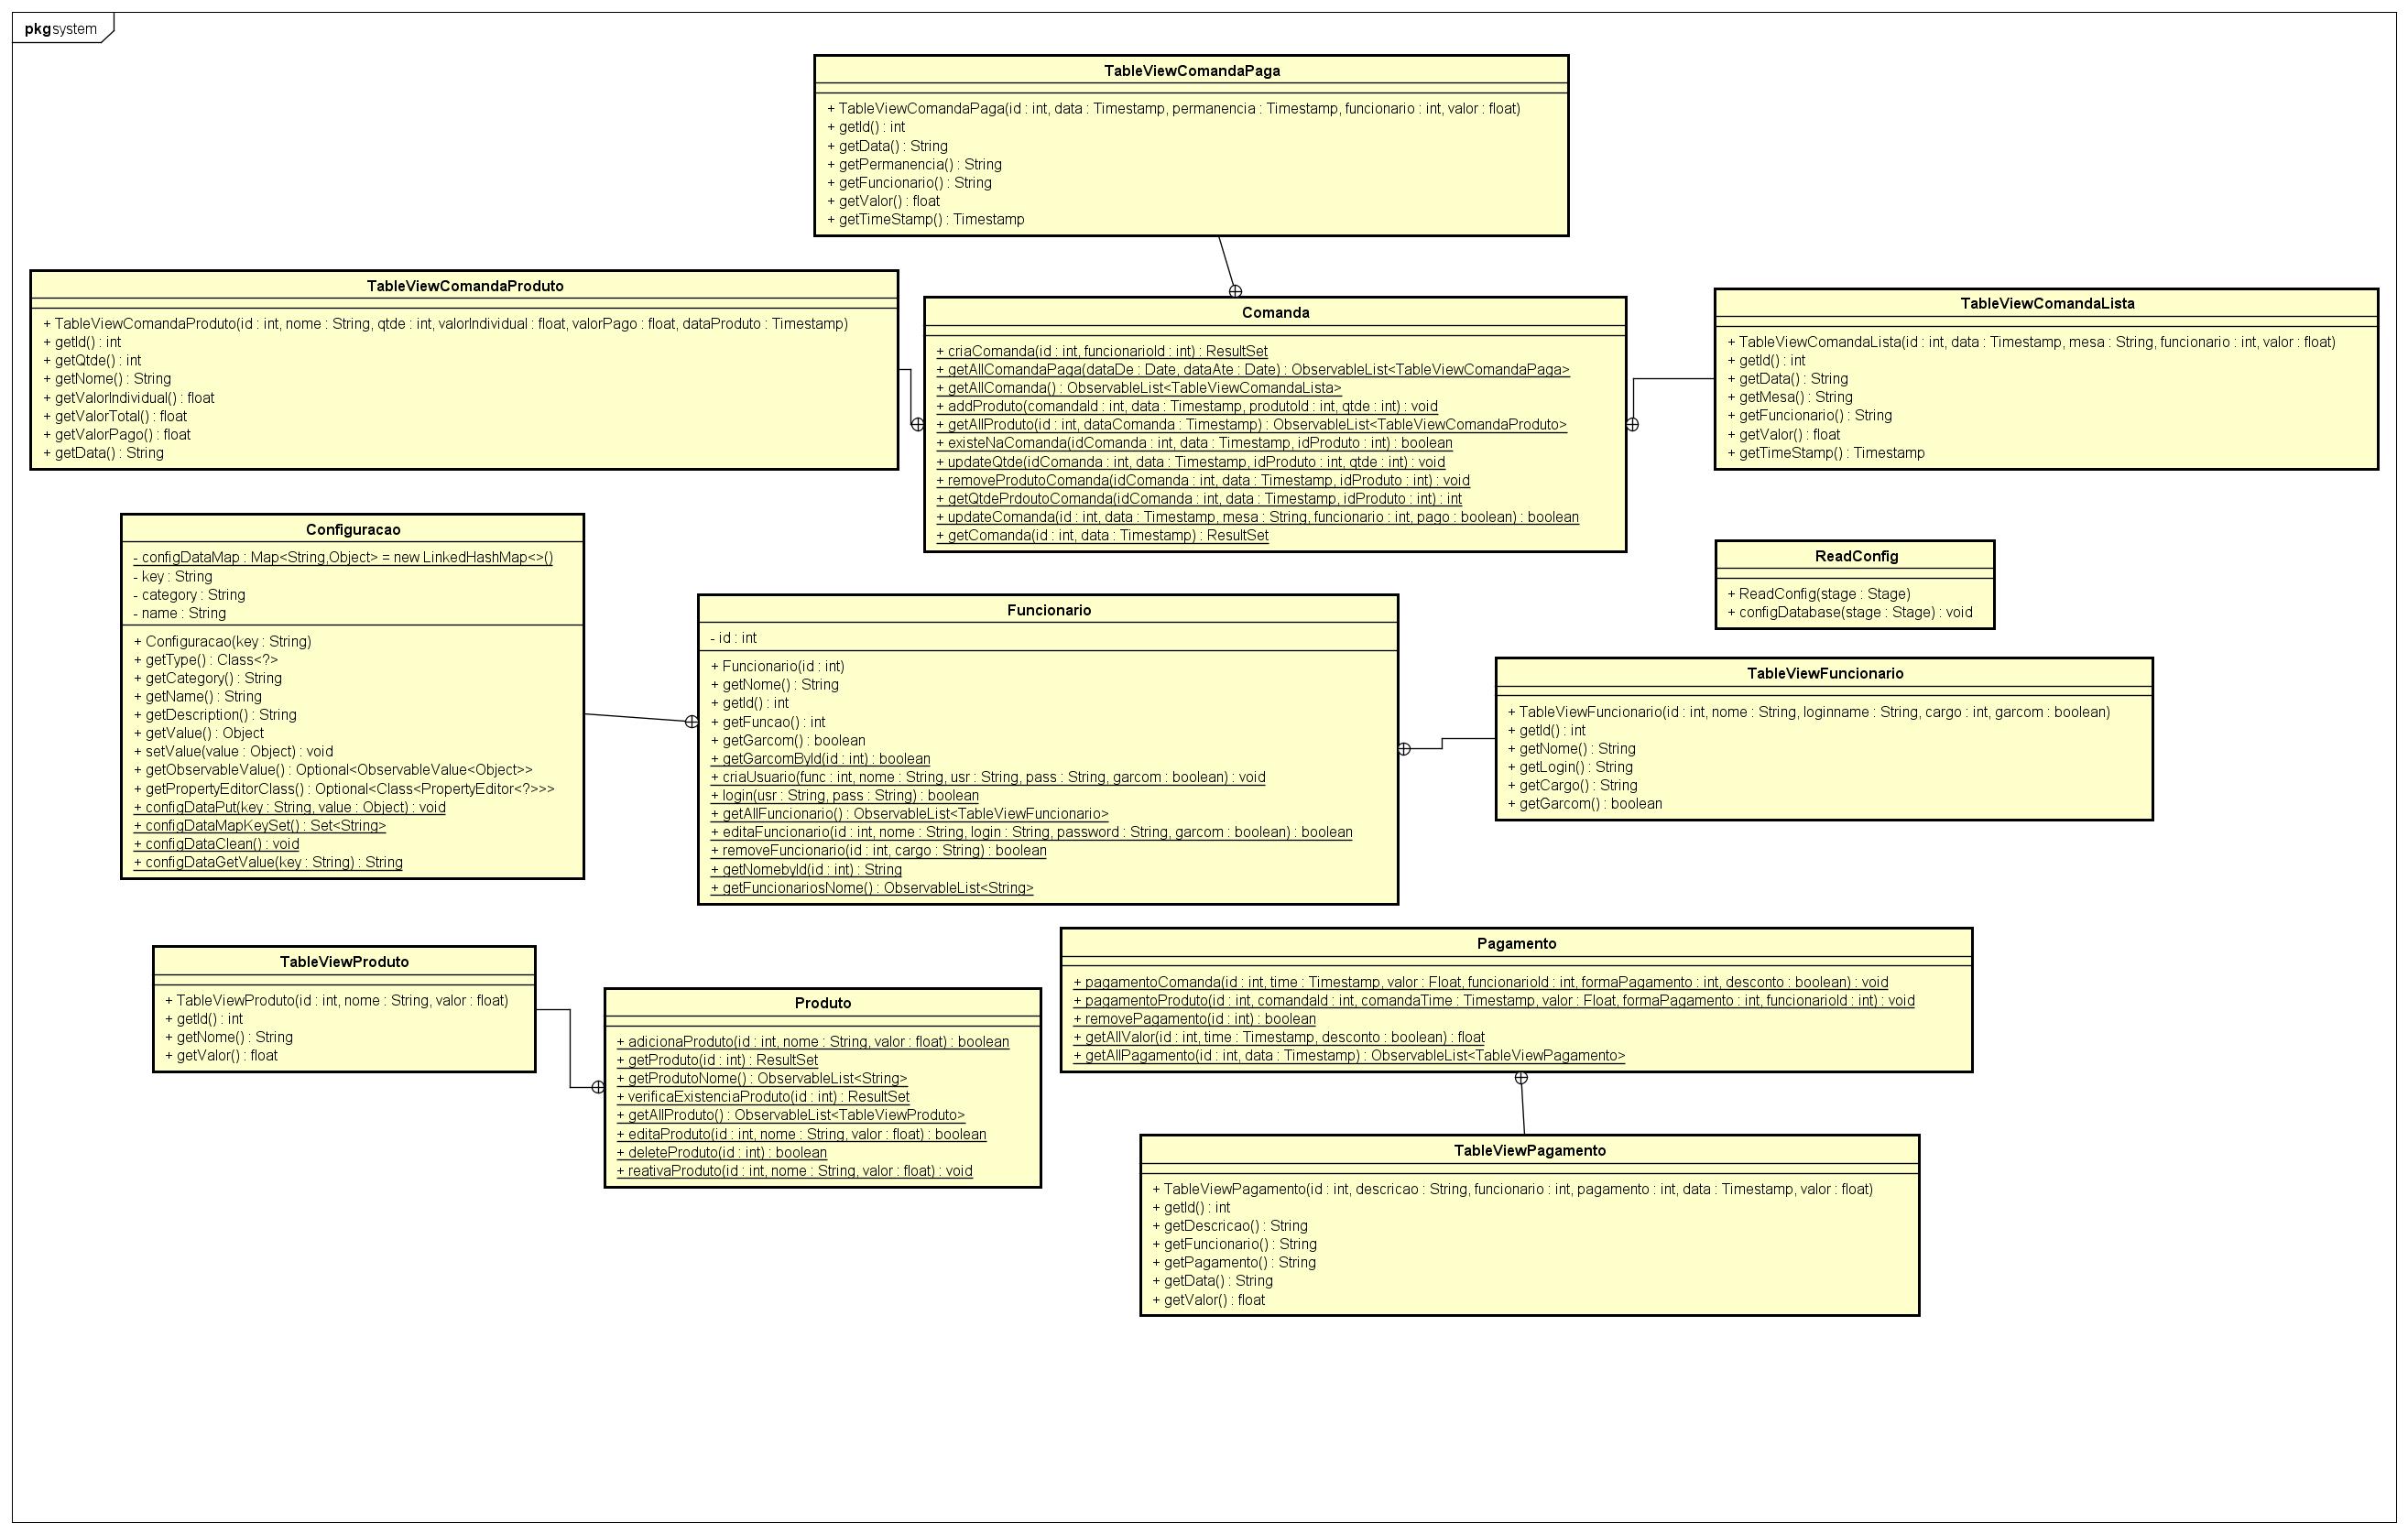 pkg system
TableViewComandaPaga
+ TableViewComandaPaga(id : int, data : Timestamp, permanencia : Timestamp, funcionario : int, valor : float)
+ getId() : int
+ getData() : String
+ getPermanencia() : String
+ getFuncionario() : String
+ getValor() : float
+ getTimeStamp() : Timestamp
TableViewComandaProduto
+ TableViewComandaProduto(id : int, nome : String, qtde : int, valorIndividual : float, valorPago : float, dataProduto : Timestamp)
+ getId() : int
+ getQtde() : int
+ getNome() : String
+ getValorIndividual() : float
+ getValorTotal() : float
+ getValorPago() : float
+ getData() : String
Comanda
+ criaComanda(id : int, funcionarioId : int) : ResultSet
+ getAllComandaPaga(dataDe : Date, dataAte : Date) : ObservableList<TableViewComandaPaga>
+ getAllComanda() : ObservableList<TableViewComandaLista>
+ addProduto(comandaId : int, data : Timestamp, produtoId : int, qtde : int) : void
+ getAllProduto(id : int, dataComanda : Timestamp) : ObservableList<TableViewComandaProduto>
+ existeNaComanda(idComanda : int, data : Timestamp, idProduto : int) : boolean
+ updateQtde(idComanda : int, data : Timestamp, idProduto : int, qtde : int) : void
+ removeProdutoComanda(idComanda : int, data : Timestamp, idProduto : int) : void
+ getQtdePrdoutoComanda(idComanda : int, data : Timestamp, idProduto : int) : int
+ updateComanda(id : int, data : Timestamp, mesa : String, funcionario : int, pago : boolean) : boolean
+ getComanda(id : int, data : Timestamp) : ResultSet
TableViewComandaLista
+ TableViewComandaLista(id : int, data : Timestamp, mesa : String, funcionario : int, valor : float)
+ getId() : int
+ getData() : String
+ getMesa() : String
+ getFuncionario() : String
+ getValor() : float
+ getTimeStamp() : Timestamp
Configuracao
- configDataMap : Map<String,Object> = new LinkedHashMap<>()
- key : String
- category : String
- name : String
+ Configuracao(key : String)
+ getType() : Class<?>
+ getCategory() : String
+ getName() : String
+ getDescription() : String
+ getValue() : Object
+ setValue(value : Object) : void
+ getObservableValue() : Optional<ObservableValue<Object>>
+ getPropertyEditorClass() : Optional<Class<PropertyEditor<?>>>
+ configDataPut(key : String, value : Object) : void
+ configDataMapKeySet() : Set<String>
+ configDataClean() : void
+ configDataGetValue(key : String) : String
Funcionario
- id : int
+ Funcionario(id : int)
+ getNome() : String
+ getId() : int
+ getFuncao() : int
+ getGarcom() : boolean
+ getGarcomById(id : int) : boolean
+ criaUsuario(func : int, nome : String, usr : String, pass : String, garcom : boolean) : void
+ login(usr : String, pass : String) : boolean
+ getAllFuncionario() : ObservableList<TableViewFuncionario>
+ editaFuncionario(id : int, nome : String, login : String, password : String, garcom : boolean) : boolean
+ removeFuncionario(id : int, cargo : String) : boolean
+ getNomebyId(id : int) : String
+ getFuncionariosNome() : ObservableList<String>
ReadConfig
+ ReadConfig(stage : Stage)
+ configDatabase(stage : Stage) : void
TableViewFuncionario
+ TableViewFuncionario(id : int, nome : String, loginname : String, cargo : int, garcom : boolean)
+ getId() : int
+ getNome() : String
+ getLogin() : String
+ getCargo() : String
+ getGarcom() : boolean
TableViewProduto
+ TableViewProduto(id : int, nome : String, valor : float)
+ getId() : int
+ getNome() : String
+ getValor() : float
Produto
+ adicionaProduto(id : int, nome : String, valor : float) : boolean
+ getProduto(id : int) : ResultSet
+ getProdutoNome() : ObservableList<String>
+ verificaExistenciaProduto(id : int) : ResultSet
+ getAllProduto() : ObservableList<TableViewProduto>
+ editaProduto(id : int, nome : String, valor : float) : boolean
+ deleteProduto(id : int) : boolean
+ reativaProduto(id : int, nome : String, valor : float) : void
Pagamento
+ pagamentoComanda(id : int, time : Timestamp, valor : Float, funcionarioId : int, formaPagamento : int, desconto : boolean) : void
+ pagamentoProduto(id : int, comandaId : int, comandaTime : Timestamp, valor : Float, formaPagamento : int, funcionarioId : int) : void
+ removePagamento(id : int) : boolean
+ getAllValor(id : int, time : Timestamp, desconto : boolean) : float
+ getAllPagamento(id : int, data : Timestamp) : ObservableList<TableViewPagamento>
TableViewPagamento
+ TableViewPagamento(id : int, descricao : String, funcionario : int, pagamento : int, data : Timestamp, valor : float)
+ getId() : int
+ getDescricao() : String
+ getFuncionario() : String
+ getPagamento() : String
+ getData() : String
+ getValor() : float